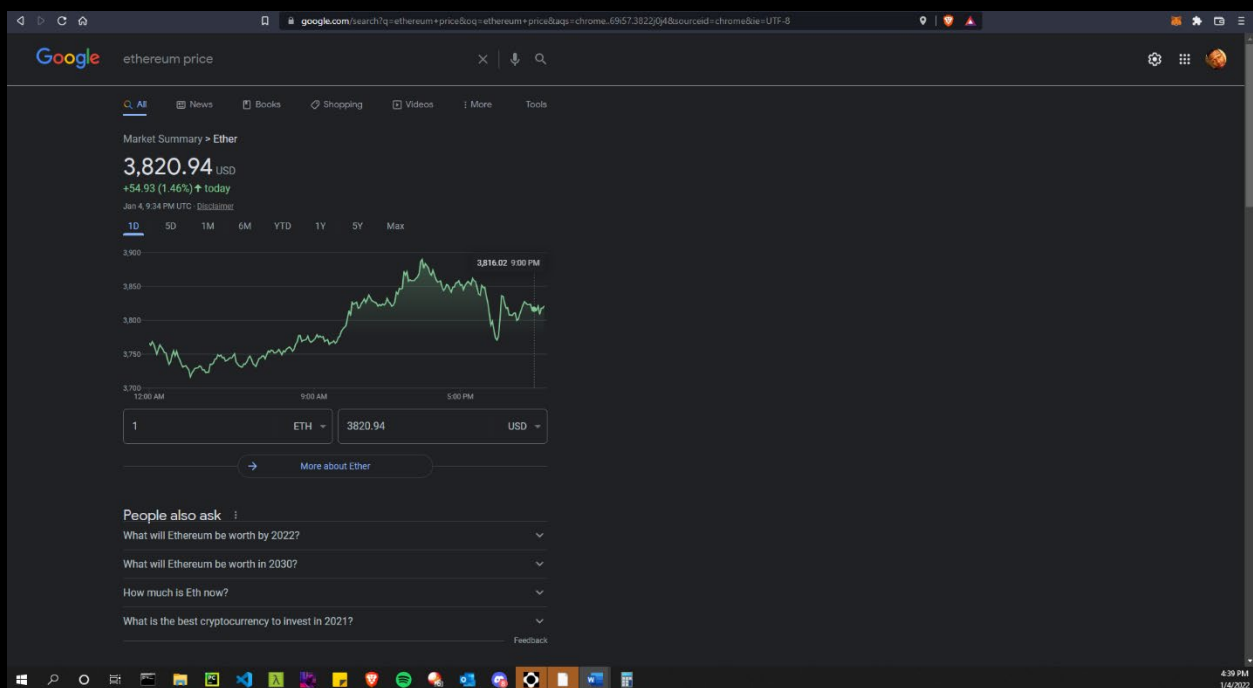 google.com/search?q=ethereum+price&oq=ethereum+price&aqs=chrome..69i57.3822j0j4&sourceid=chrome&ie=UTF-8
Google ethereum price
All News Books Shopping Videos More Tools
Market Summary > Ether
3,820.94 USD
+54.93 (1.46%) today
Jan 4, 9:34 PM UTC · Disclaimer
1D 5D 1M 6M YTD 1Y 5Y Max
3,900
3,816.02 9:00 PM
3,850
3,800
3,750
3,700
12:00 AM 9:00 AM 5:00 PM
1 ETH 3820.94 USD
More about Ether
People also ask
What will Ethereum be worth by 2022?
What will Ethereum be worth in 2030?
How much is Eth now?
What is the best cryptocurrency to invest in 2021?
Feedback
4:39 PM
1/4/2022